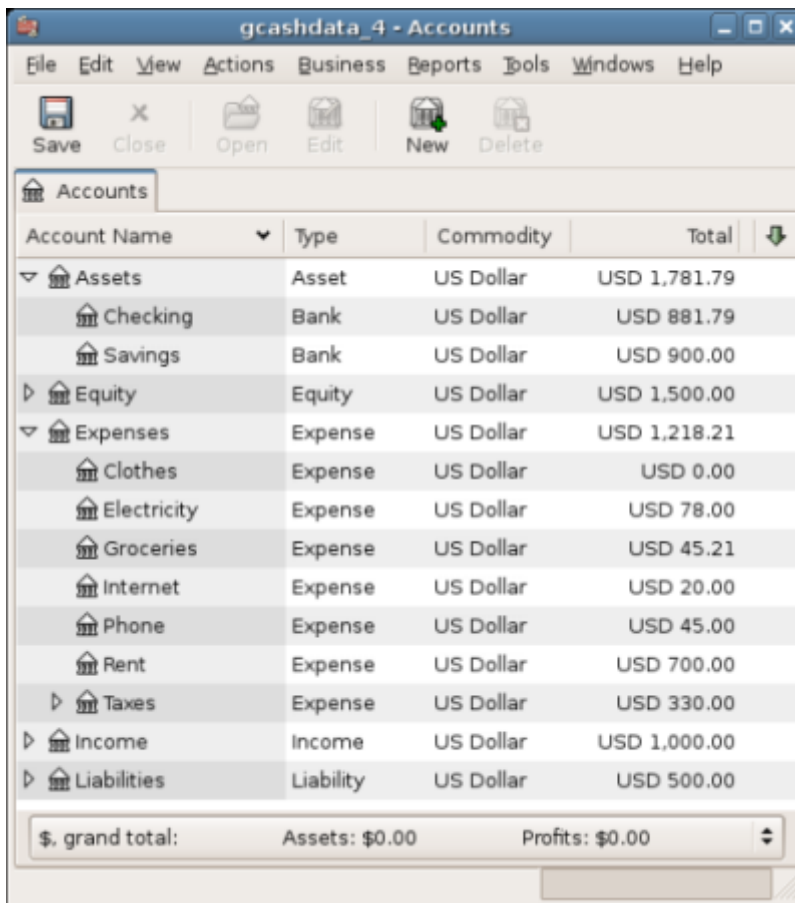 gcashdata_4 - Accounts
File Edit View Actions Business Reports Tools Windows Help
Save Close Open Edit New Delete
Accounts
Account Name Type Commodity Total
Assets Asset US Dollar USD 1,781.79
Checking Bank US Dollar USD 881.79
Savings Bank US Dollar USD 900.00
Equity Equity US Dollar USD 1,500.00
Expenses Expense US Dollar USD 1,218.21
Clothes Expense US Dollar USD 0.00
Electricity Expense US Dollar USD 78.00
Groceries Expense US Dollar USD 45.21
Internet Expense US Dollar USD 20.00
Phone Expense US Dollar USD 45.00
Rent Expense US Dollar USD 700.00
Taxes Expense US Dollar USD 330.00
Income Income US Dollar USD 1,000.00
Liabilities Liability US Dollar USD 500.00
$, grand total: Assets: $0.00 Profits: $0.00